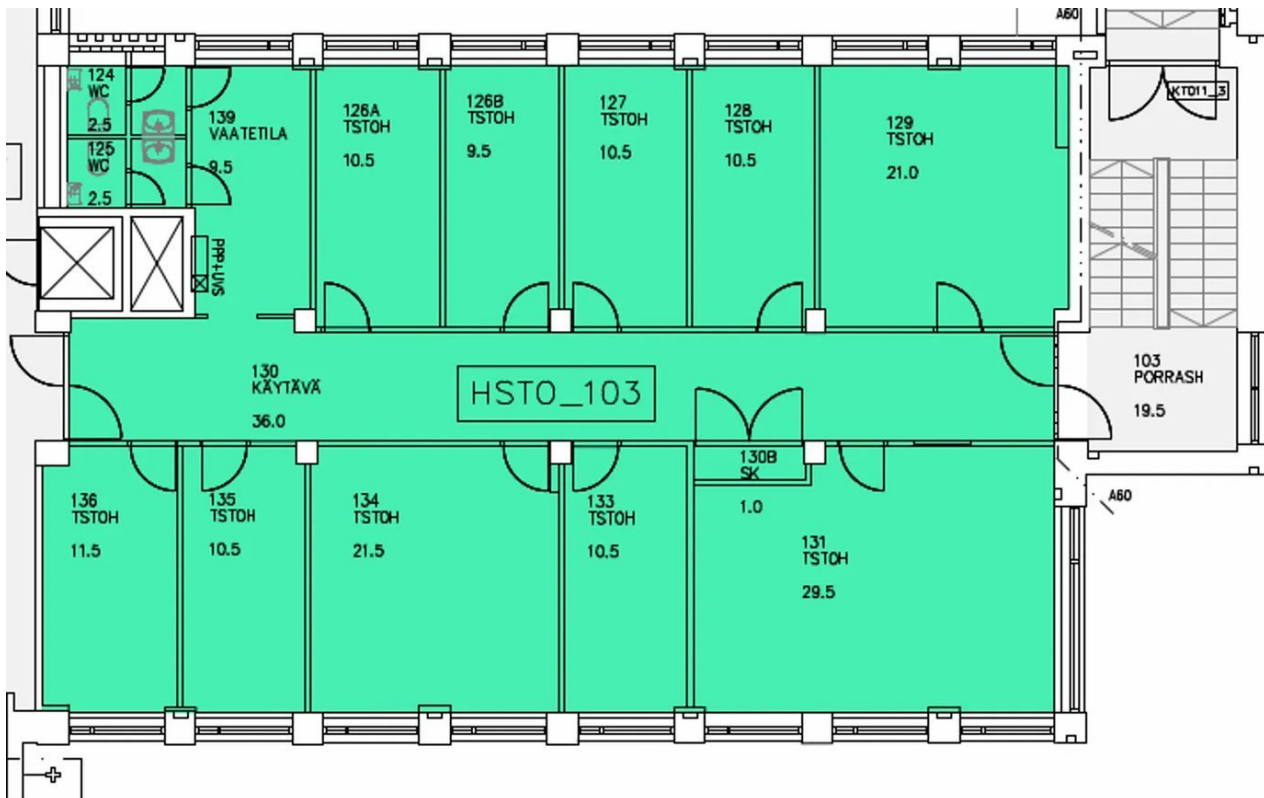 A60
KT011_3
124
WC
2.5
125
WC
2.5
139
VAATETILA
9.5
126A
TSTOH
10.5
126B
TSTOH
9.5
127
TSTOH
10.5
128
TSTOH
10.5
129
TSTOH
21.0
PPP+UVS
130
KÄYTÄVÄ
36.0
HSTO_103
103
PORRASH
19.5
136
TSTOH
11.5
135
TSTOH
10.5
134
TSTOH
21.5
133
TSTOH
10.5
130B
SK
1.0
131
TSTOH
29.5
A60